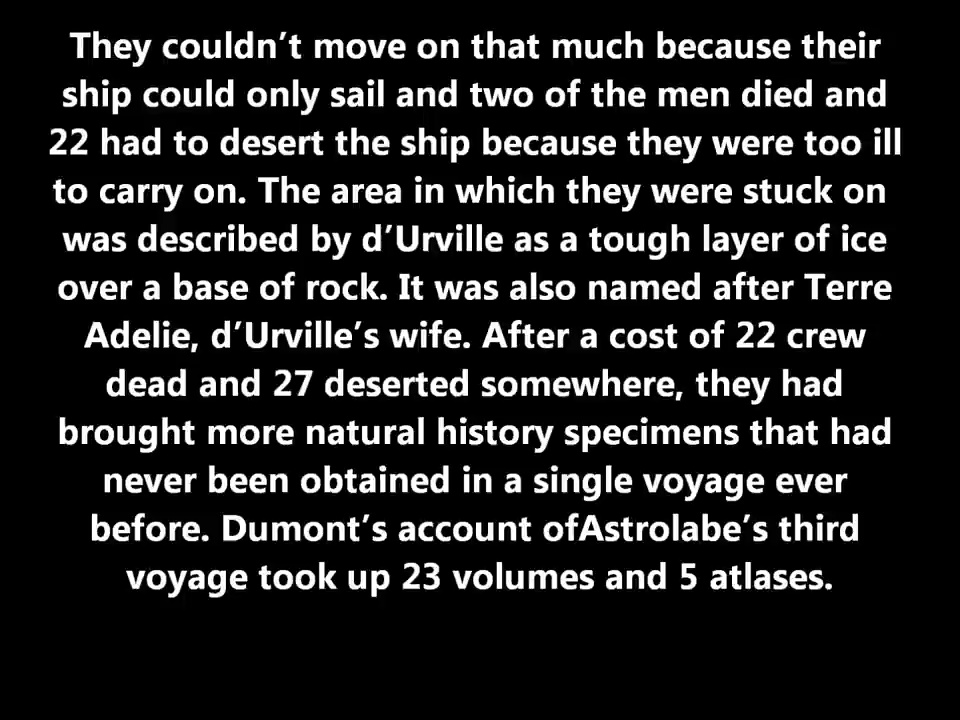 They couldn’t move on that much because their
ship could only sail and two of the men died and
22 had to desert the ship because they were too ill
to carry on. The area in which they were stuck on
was described by d’Urville as a tough layer of ice
over a base of rock. It was also named after Terre
Adelie, d’Urville’s wife. After a cost of 22 crew
dead and 27 deserted somewhere, they had
brought more natural history specimens that had
never been obtained in a single voyage ever
before. Dumont’s account ofAstrolabe’s third
voyage took up 23 volumes and 5 atlases.